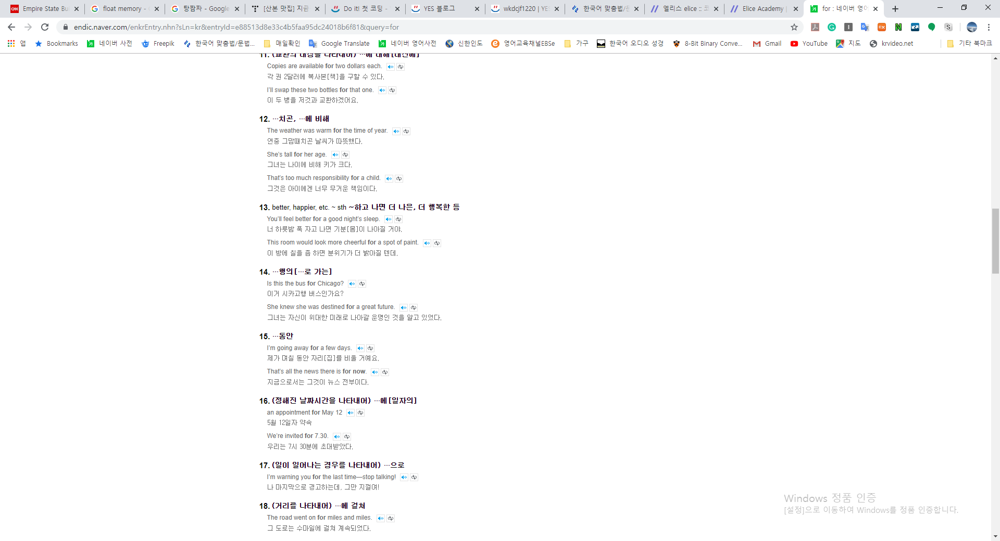 Empire State Bu
float memory -
탕짬짜 - Google
[산본 맛집] 지금
Do it! 첫 코딩 -
YES 블로그
wkdcjf1220 | YE
한국어 맞춤법/문
엘리스 elice :: 코
Elice Academy |
for : 네이버 영어
endic.naver.com/enkrEntry.nhn?sLn=kr&entryId=e88513d8e33c4b5faa95dc24018b6f81&query=for
앱 Bookmarks 네이버 사전 Freepik 한국어 맞춤법/문법... 매일확인 Google Translate 네이버 영어사전 신한인도 영어교육채널EBSe 가구 한국어 오디오 성경 8-Bit Binary Conve... Gmail YouTube 지도 krvideo.net 기타 북마크
11. (교환의 대상을 나타내어) …에 대해[대신에]
Copies are available for two dollars each.
각 권 2달러에 복사본[책]을 구할 수 있다.
I'll swap these two bottles for that one.
이 두 병을 저것과 교환하겠어요.
12. …치곤, …에 비해
The weather was warm for the time of year.
연중 그맘때치곤 날씨가 따뜻했다.
She's tall for her age.
그녀는 나이에 비해 키가 크다.
That's too much responsibility for a child.
그것은 아이에겐 너무 무거운 책임이다.
13. better, happier, etc. ~ sth ~하고 나면 더 나은, 더 행복한 등
You'll feel better for a good night's sleep.
너 하룻밤 푹 자고 나면 기분[몸]이 나아질 거야.
This room would look more cheerful for a spot of paint.
이 방에 칠을 좀 하면 분위기가 더 밝아질 텐데.
14. …행의[…로 가는]
Is this the bus for Chicago?
이거 시카고행 버스인가요?
She knew she was destined for a great future.
그녀는 자신이 위대한 미래로 나아갈 운명인 것을 알고 있었다.
15. …동안
I'm going away for a few days.
제가 며칠 동안 자리[집]를 비울 거예요.
That's all the news there is for now.
지금으로서는 그것이 뉴스 전부이다.
16. (정해진 날짜시간을 나타내어) …에[일자의]
an appointment for May 12
5월 12일자 약속
We're invited for 7.30.
우리는 7시 30분에 초대받았다.
17. (일이 일어나는 경우를 나타내어) …으로
I'm warning you for the last time—stop talking!
나 마지막으로 경고하는데, 그만 지껄여!
18. (거리를 나타내어) …에 걸쳐
The road went on for miles and miles.
그 도로는 수마일에 걸쳐 계속되었다.
Windows 정품 인증
[설정]으로 이동하여 Windows를 정품 인증합니다.